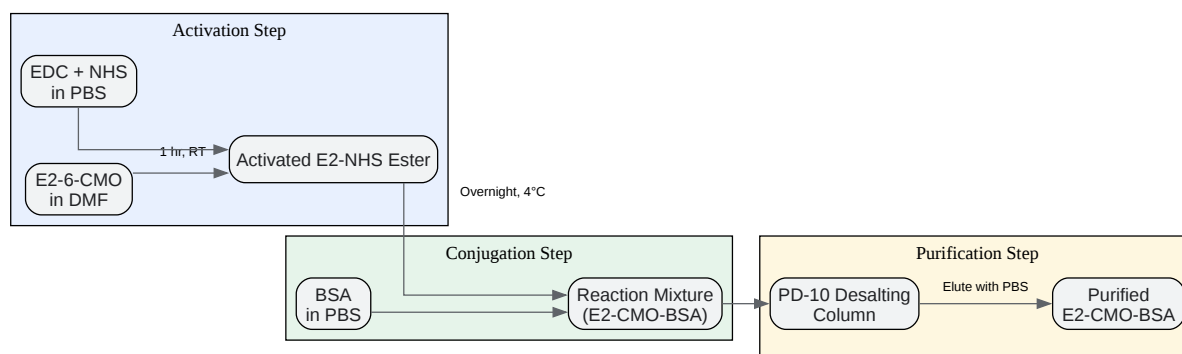 Activation Step
EDC + NHS
in PBS
1 hr, RT
Activated E2-NHS Ester
E2-6-CMO
in DMF
Overnight, 4°C
Conjugation Step
BSA
in PBS
Reaction Mixture
(E2-CMO-BSA)
Purification Step
PD-10 Desalting
Column
Elute with PBS
Purified
E2-CMO-BSA